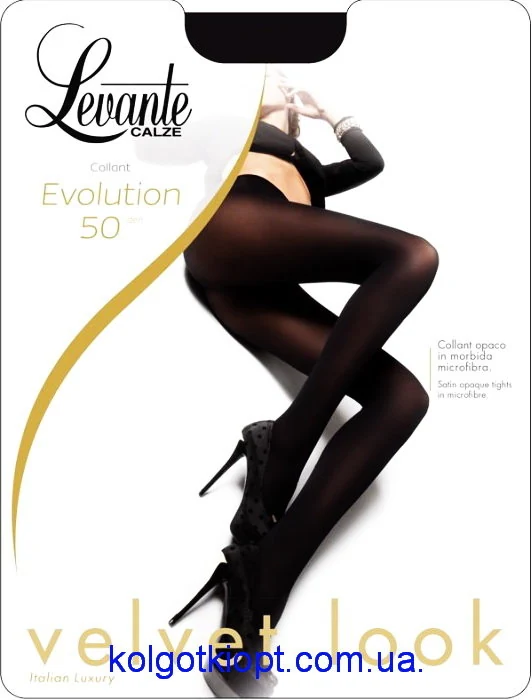 Levante
CALZE
Collant
Evolution
50
Collant opaco
in morbida
microfibra.
Satin opaque tights
in microfibre.
velvet look
kolgotkiopt.com.ua.
Italian Luxury